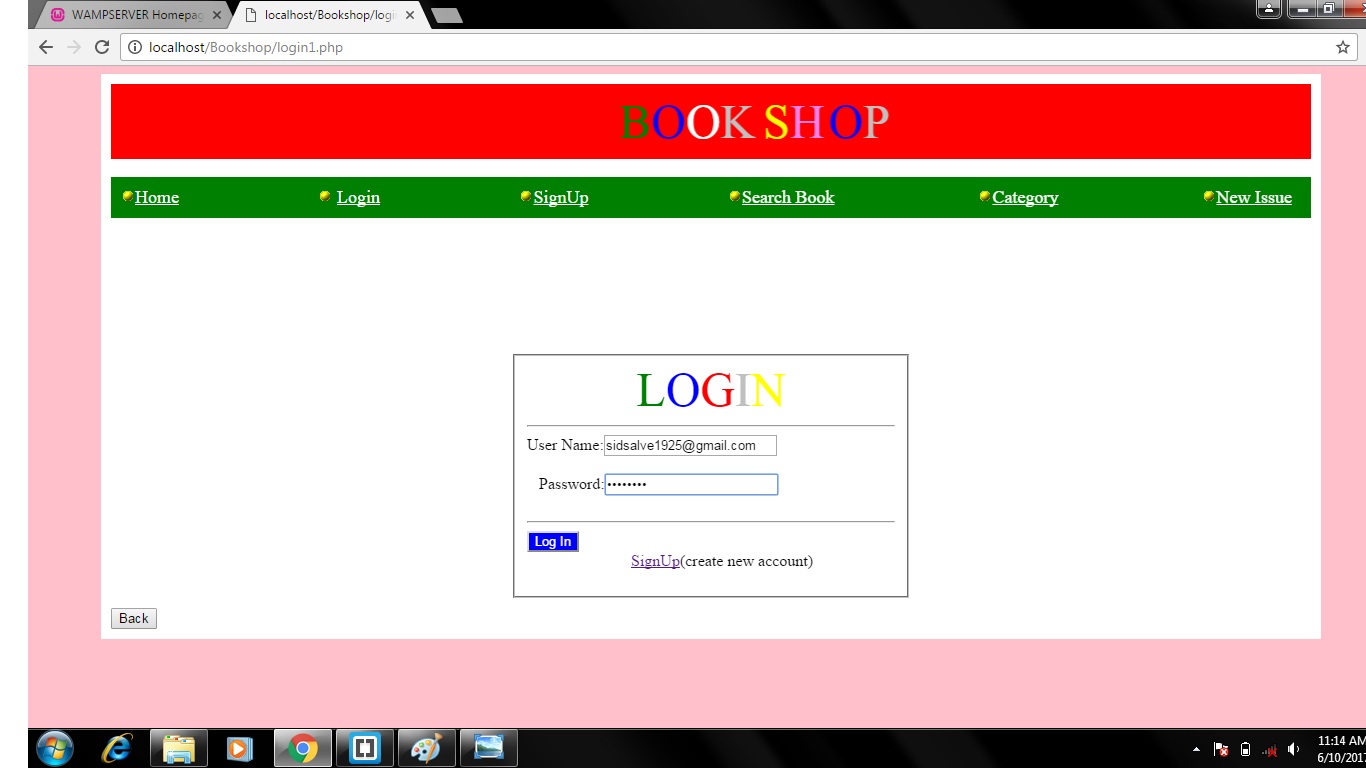 WAMPSERVER Homepag
localhost/Bookshop/logi
localhost/Bookshop/login1.php
BOOK SHOP
Home Login SignUp Search Book Category New Issue
LOGIN
User Name: sidsalve1925@gmail.com
Password: ••••••••
Log In
SignUp(create new account)
Back
11:14 AM
6/10/201